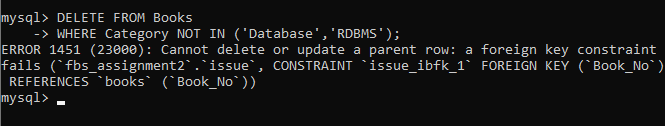 mysql> DELETE FROM Books
    -> WHERE Category NOT IN ('Database','RDBMS');
ERROR 1451 (23000): Cannot delete or update a parent row: a foreign key constraint
fails (`fbs_assignment2`.`issue`, CONSTRAINT `issue_ibfk_1` FOREIGN KEY (`Book_No`)
 REFERENCES `books` (`Book_No`))
mysql> _